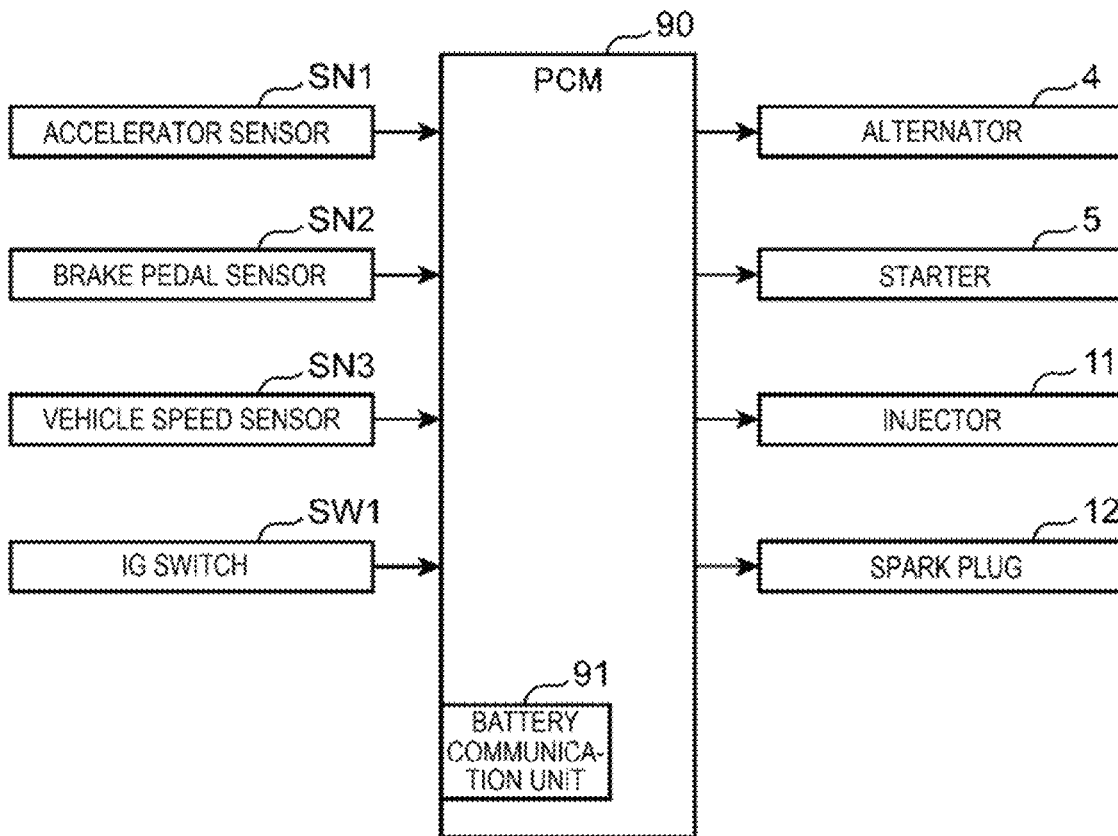 90
PCM
SN1
ACCELERATOR SENSOR
SN2
BRAKE PEDAL SENSOR
SN3
VEHICLE SPEED SENSOR
SW1
IG SWITCH
91
BATTERY
COMMUNICA-
TION UNIT
4
ALTERNATOR
5
STARTER
11
INJECTOR
12
SPARK PLUG